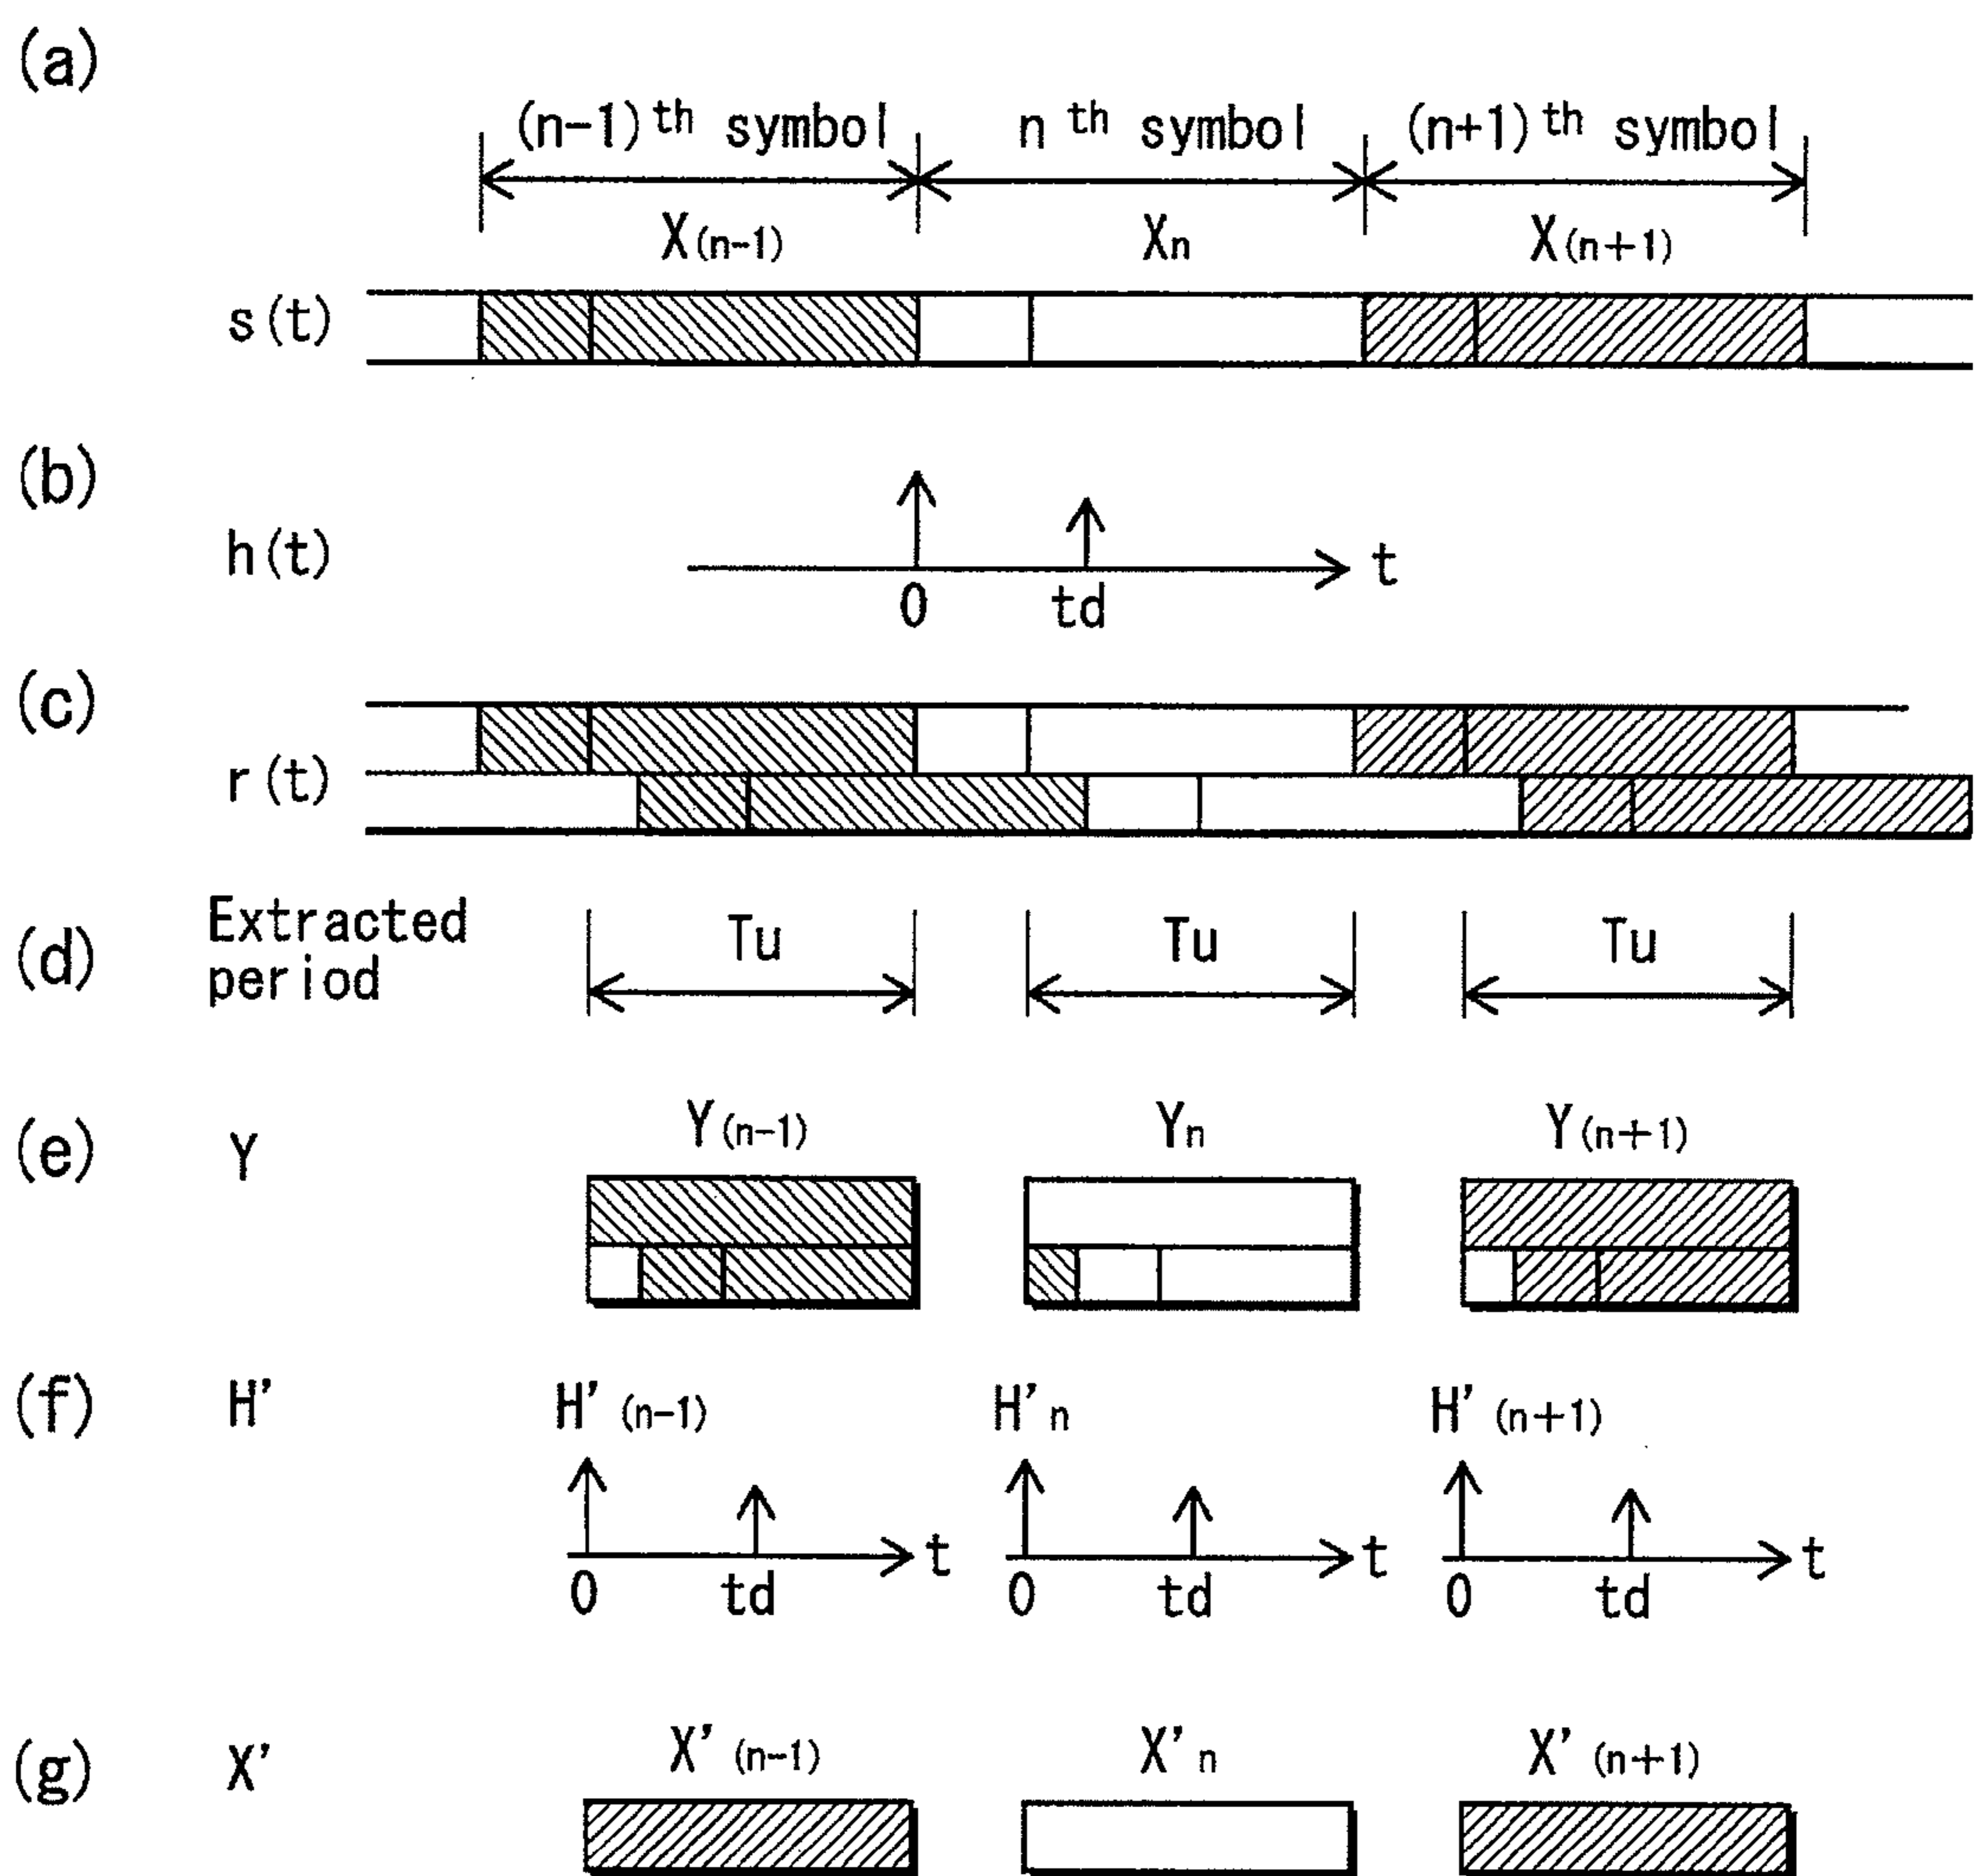 (a)
(n-1)th symbol n th symbol (n+1)th symbol
X(n-1) Xn X(n+1)
s(t)
(b)
h(t)
t
0 td
(c)
r(t)
(d) Extracted period
Tu Tu Tu
(e) Y
Y(n-1) Yn Y(n+1)
(f) H'
H'(n-1) H'n H'(n+1)
t t t
0 td 0 td 0 td
(g) X'
X'(n-1) X'n X'(n+1)